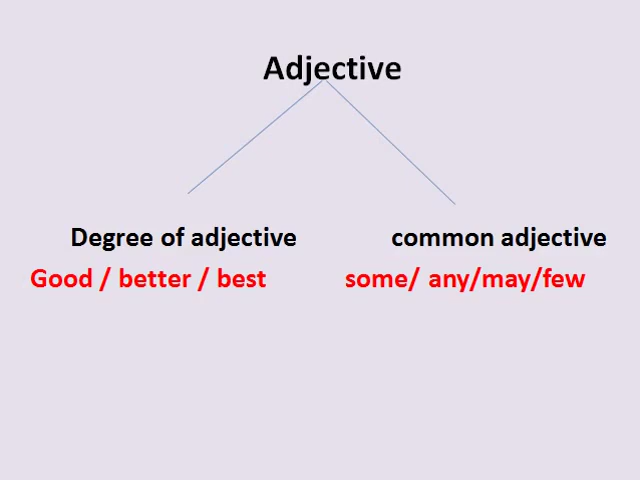 Adjective
Degree of adjective
common adjective
Good / better / best
some/ any/may/few